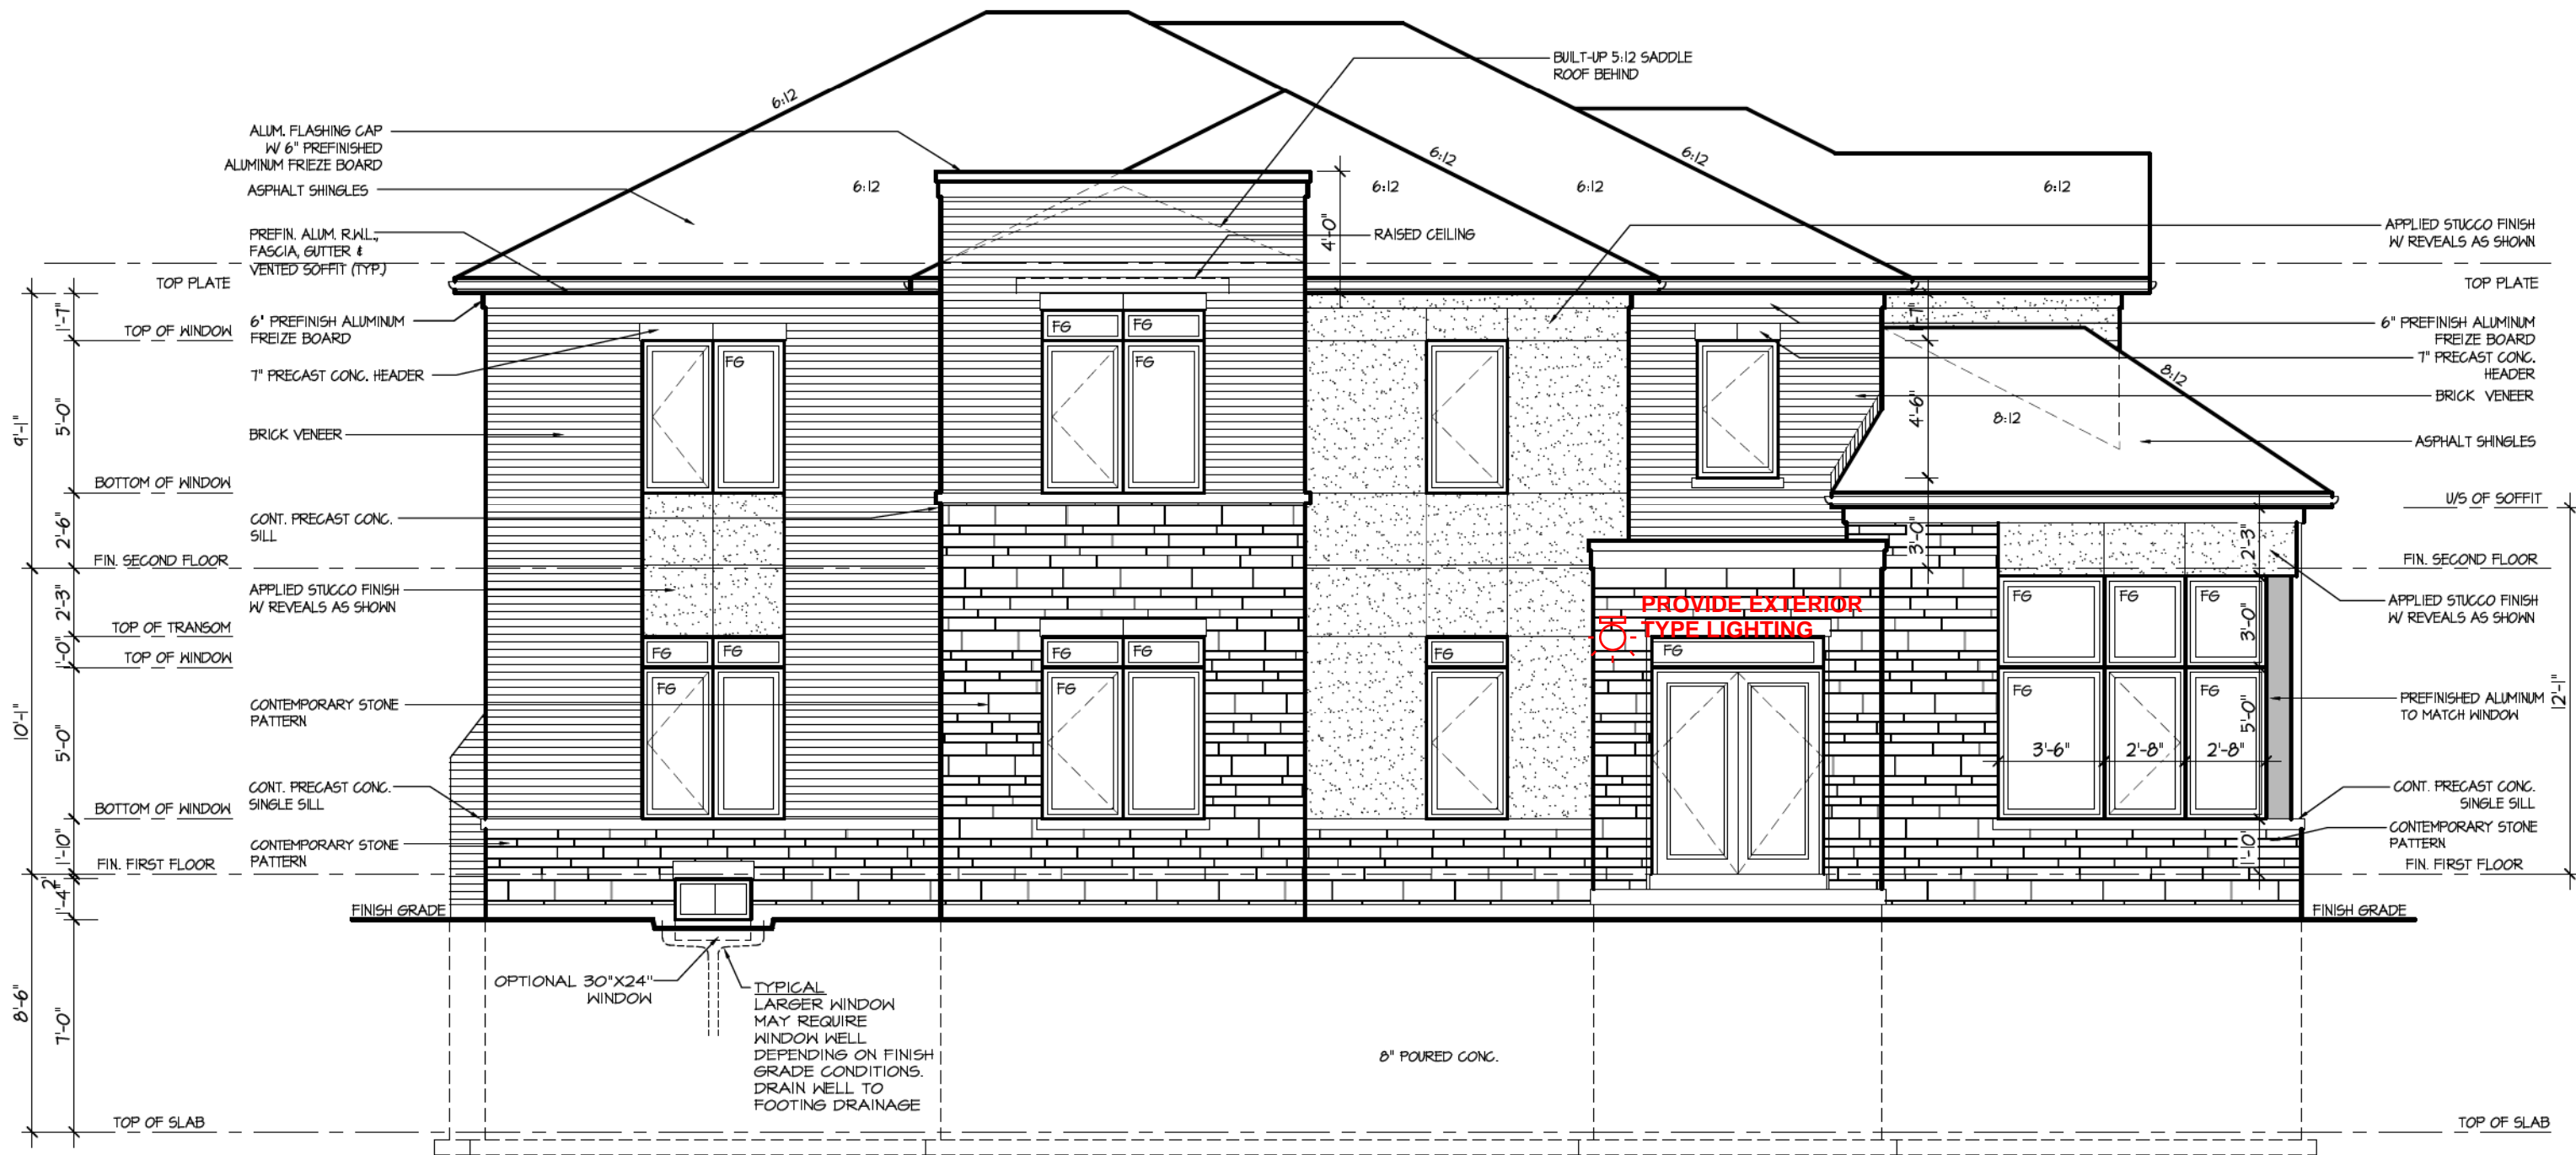 BUILT-UP 5:12 SADDLE
ROOF BEHIND
6:12
ALUM. FLASHING CAP
W/ 6" PREFINISHED
ALUMINUM FRIEZE BOARD
ASPHALT SHINGLES
6:12
6:12
6:12
6:12
6:12
6:12
4'-0"
PREFIN. ALUM. R.W.L.,
FASCIA, GUTTER &
VENTED SOFFIT (TYP.)
RAISED CEILING
APPLIED STUCCO FINISH
W/ REVEALS AS SHOWN
TOP PLATE
TOP PLATE
1'-7"
TOP OF WINDOW
6" PREFINISH ALUMINUM
FREIZE BOARD
FG
FG
1'-7"
6" PREFINISH ALUMINUM
FREIZE BOARD
7" PRECAST CONC.
HEADER
7" PRECAST CONC. HEADER
FG
FG
8:12
BRICK VENEER
9'-1"
5'-0"
BRICK VENEER
4'-6"
8:12
ASPHALT SHINGLES
BOTTOM OF WINDOW
U/S OF SOFFIT
2'-6"
CONT. PRECAST CONC.
SILL
3'-0"
2'-3"
FIN. SECOND FLOOR
FIN. SECOND FLOOR
2'-3"
APPLIED STUCCO FINISH
W/ REVEALS AS SHOWN
PROVIDE EXTERIOR
TYPE LIGHTING
FG
FG
FG
3'-0"
APPLIED STUCCO FINISH
W/ REVEALS AS SHOWN
TOP OF TRANSOM
1'-0"
TOP OF WINDOW
FG
FG
FG
FG
FG
FG
FG
FG
FG
FG
10'-1"
5'-0"
CONTEMPORARY STONE
PATTERN
5'-0"
PREFINISHED ALUMINUM
TO MATCH WINDOW
12'-1"
3'-6"
2'-8"
2'-8"
CONT. PRECAST CONC.
SINGLE SILL
CONT. PRECAST CONC.
SINGLE SILL
BOTTOM OF WINDOW
1'-10"
CONTEMPORARY STONE
PATTERN
1'-0"
CONTEMPORARY STONE
PATTERN
FIN. FIRST FLOOR
FIN. FIRST FLOOR
2"
1'-4"
FINISH GRADE
FINISH GRADE
OPTIONAL 30"X24"
WINDOW
TYPICAL
LARGER WINDOW
MAY REQUIRE
WINDOW WELL
DEPENDING ON FINISH
GRADE CONDITIONS.
DRAIN WELL TO
FOOTING DRAINAGE
8'-6"
7'-0"
8" POURED CONC.
TOP OF SLAB
TOP OF SLAB